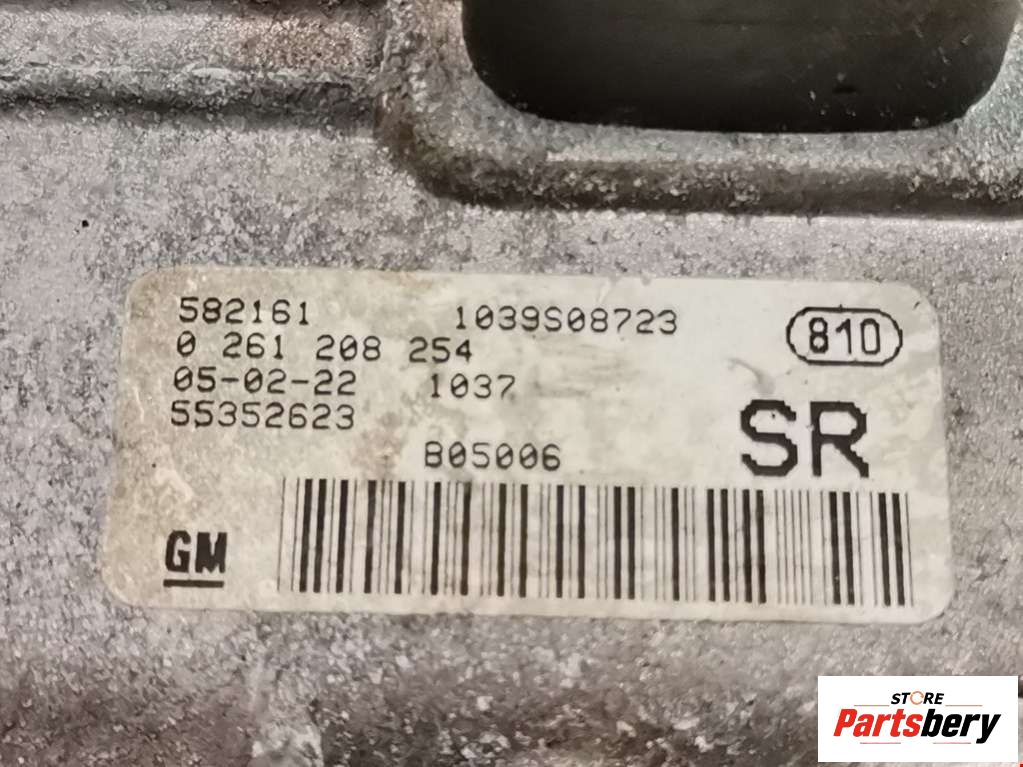 582161 1039S08723 810
0 261 208 254
05-02-22 1037
55352623 SR
B05006
GM
STORE
Partsbery